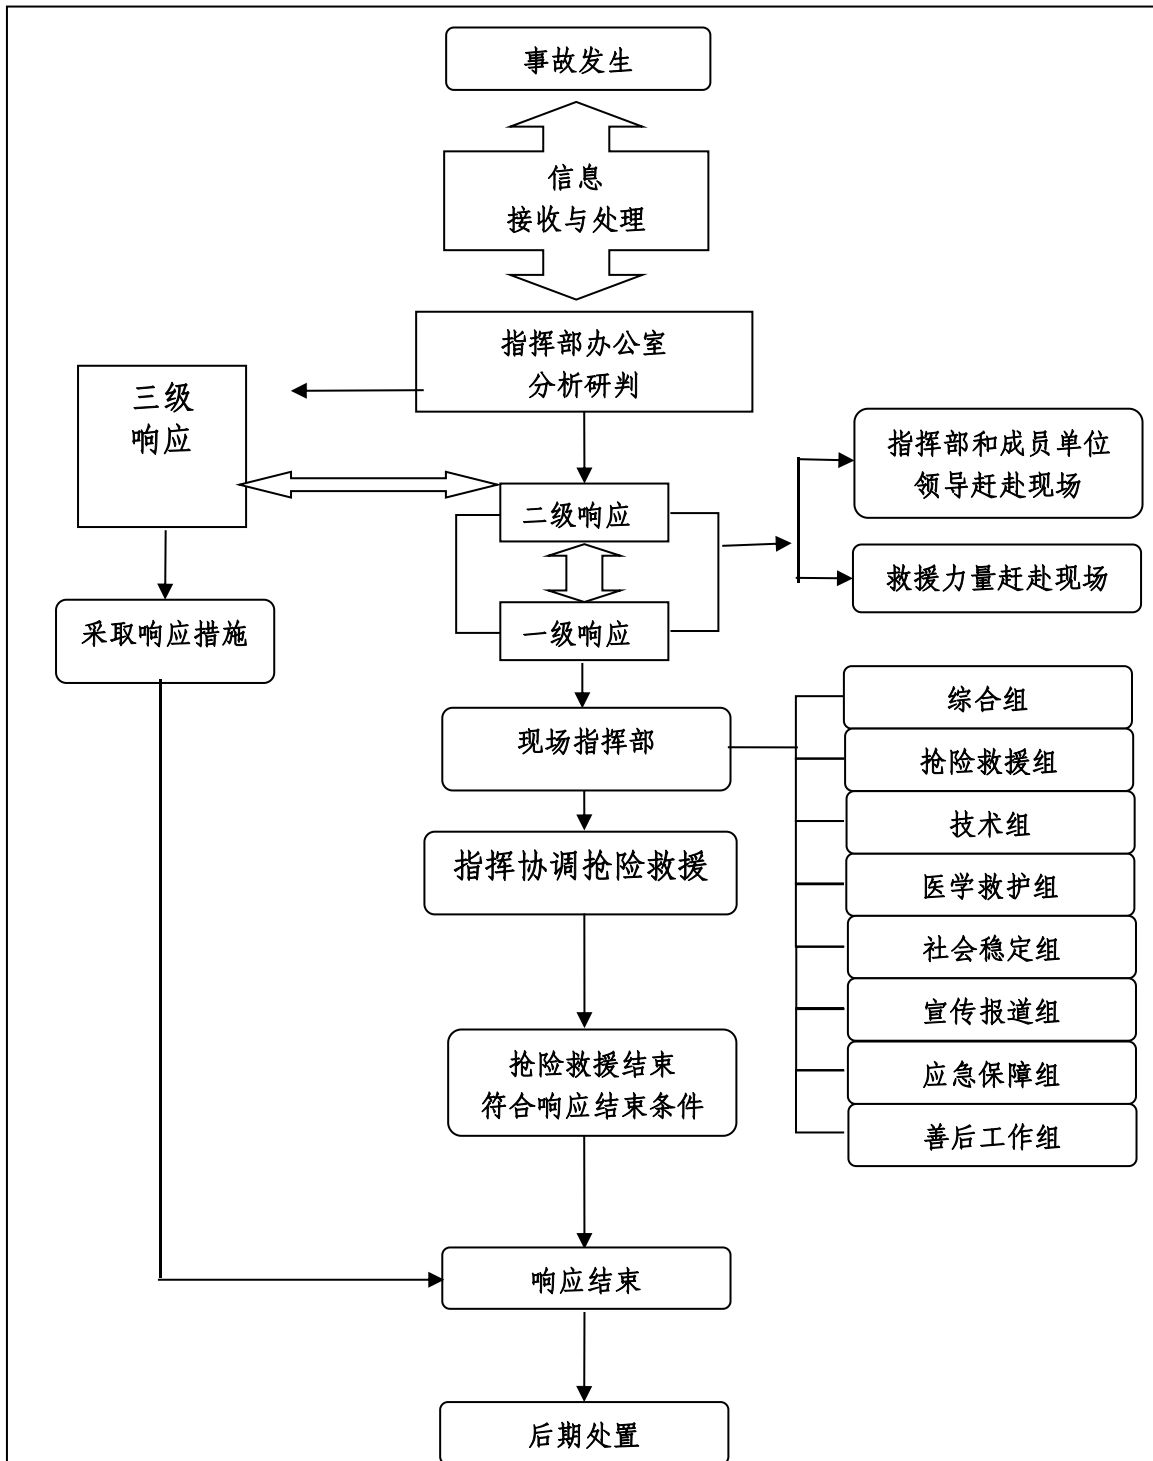 事故发生
信息
接收与处理
指挥部办公室
分析研判
三级
响应
指挥部和成员单位
领导赶赴现场
二级响应
救援力量赶赴现场
一级响应
采取响应措施
综合组
现场指挥部
抢险救援组
技术组
指挥协调抢险救援
医学救护组
社会稳定组
宣传报道组
抢险救援结束
符合响应结束条件
应急保障组
善后工作组
响应结束
后期处置